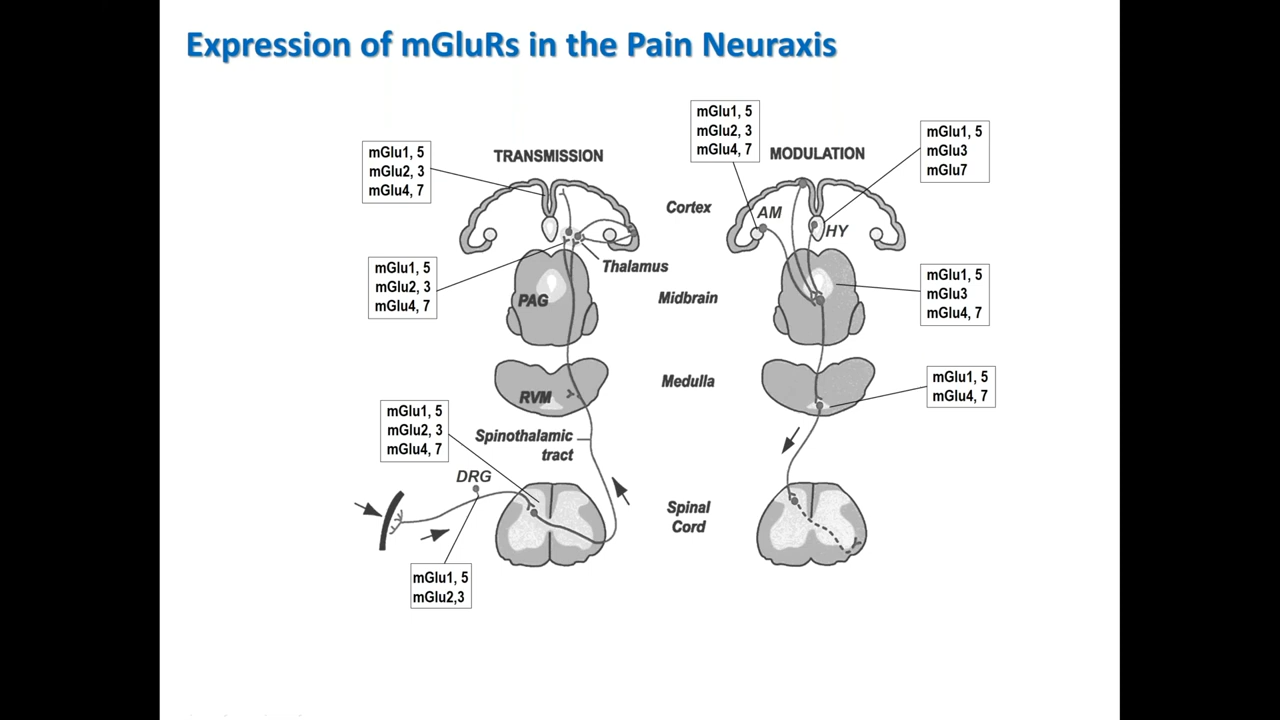 Expression of mGluRs in the Pain Neuraxis
TRANSMISSION
mGlu1, 5
mGlu2, 3
mGlu4, 7
mGlu1, 5
mGlu2, 3
mGlu4, 7
Thalamus
PAG
RVM
Spinothalamic
tract
mGlu1, 5
mGlu2, 3
mGlu4, 7
DRG
mGlu1, 5
mGlu2,3
Cortex
Midbrain
Medulla
Spinal
Cord
MODULATION
mGlu1, 5
mGlu2, 3
mGlu4, 7
mGlu1, 5
mGlu3
mGlu7
AM
HY
mGlu1, 5
mGlu3
mGlu4, 7
mGlu1, 5
mGlu4, 7